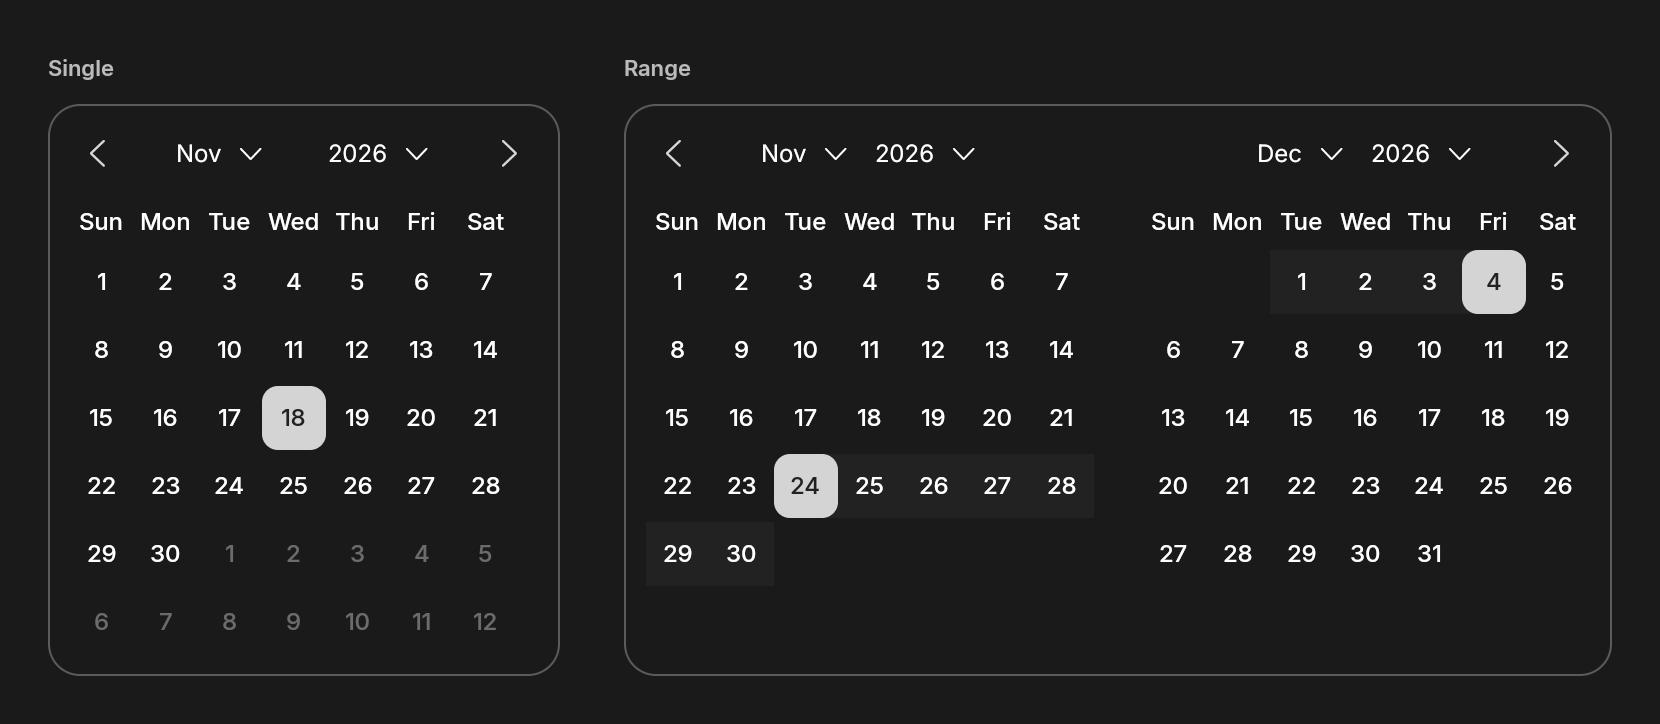 Single
Nov 2026
Sun Mon Tue Wed Thu Fri Sat
1 2 3 4 5 6 7
8 9 10 11 12 13 14
15 16 17 18 19 20 21
22 23 24 25 26 27 28
29 30 1 2 3 4 5
6 7 8 9 10 11 12
Range
Nov 2026
Sun Mon Tue Wed Thu Fri Sat
1 2 3 4 5 6 7
8 9 10 11 12 13 14
15 16 17 18 19 20 21
22 23 24 25 26 27 28
29 30
Dec 2026
Sun Mon Tue Wed Thu Fri Sat
1 2 3 4 5
6 7 8 9 10 11 12
13 14 15 16 17 18 19
20 21 22 23 24 25 26
27 28 29 30 31